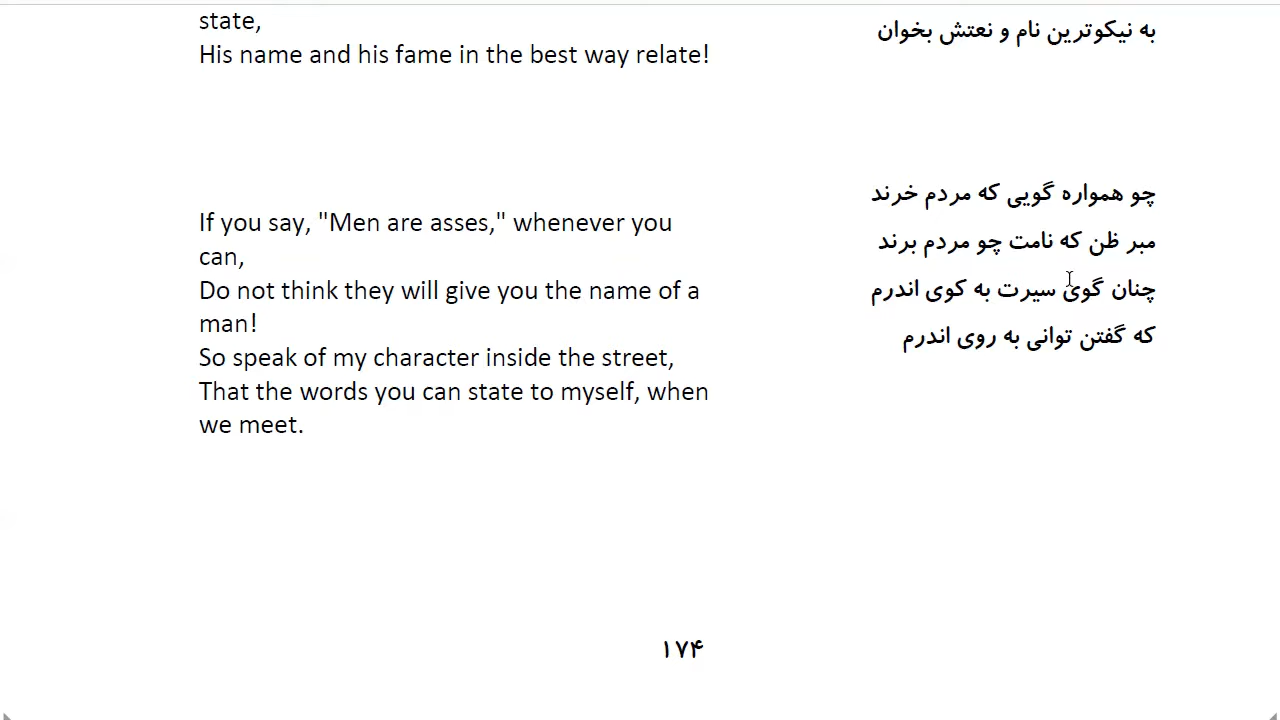 state,
His name and his fame in the best way relate!
به نیکوترین نام و نعتش بخوان
If you say, "Men are asses," whenever you
can,
Do not think they will give you the name of a
man!
So speak of my character inside the street,
That the words you can state to myself, when
we meet.
چو همواره گویی که مردم خرند
مبر ظن که نامت چو مردم برند
چنان گوی سیرت به کوی اندرم
که گفتن توانی به روی اندرم
۱۷۴